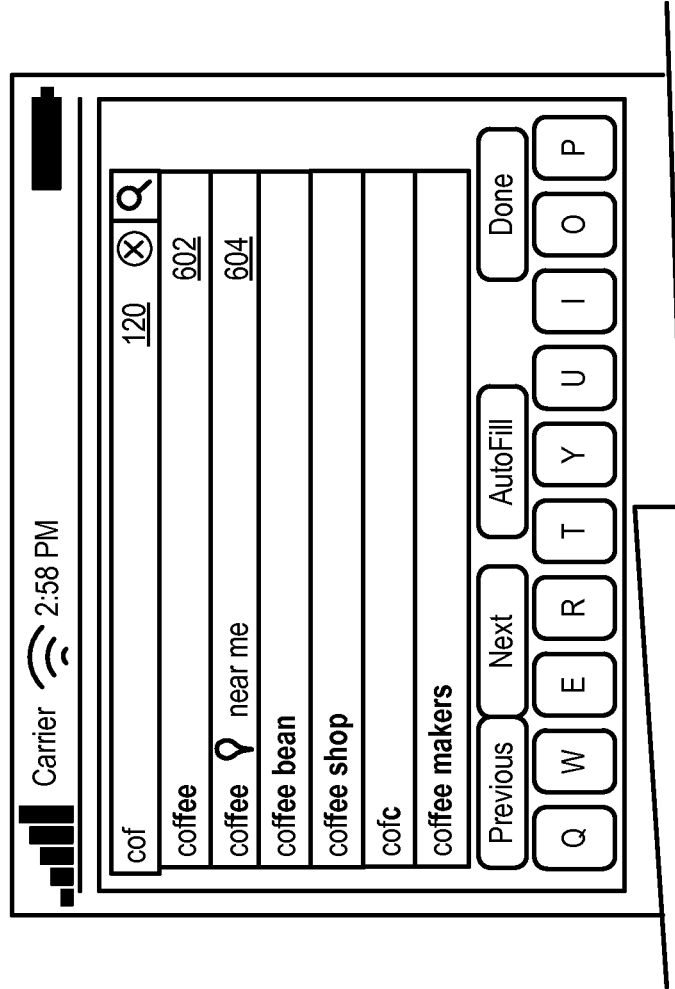 Carrier 2:58 PM
cof 120
coffee 602
coffee near me 604
coffee bean
coffee shop
cofc
coffee makers
Previous Next AutoFill Done
Q W E R T Y U I O P